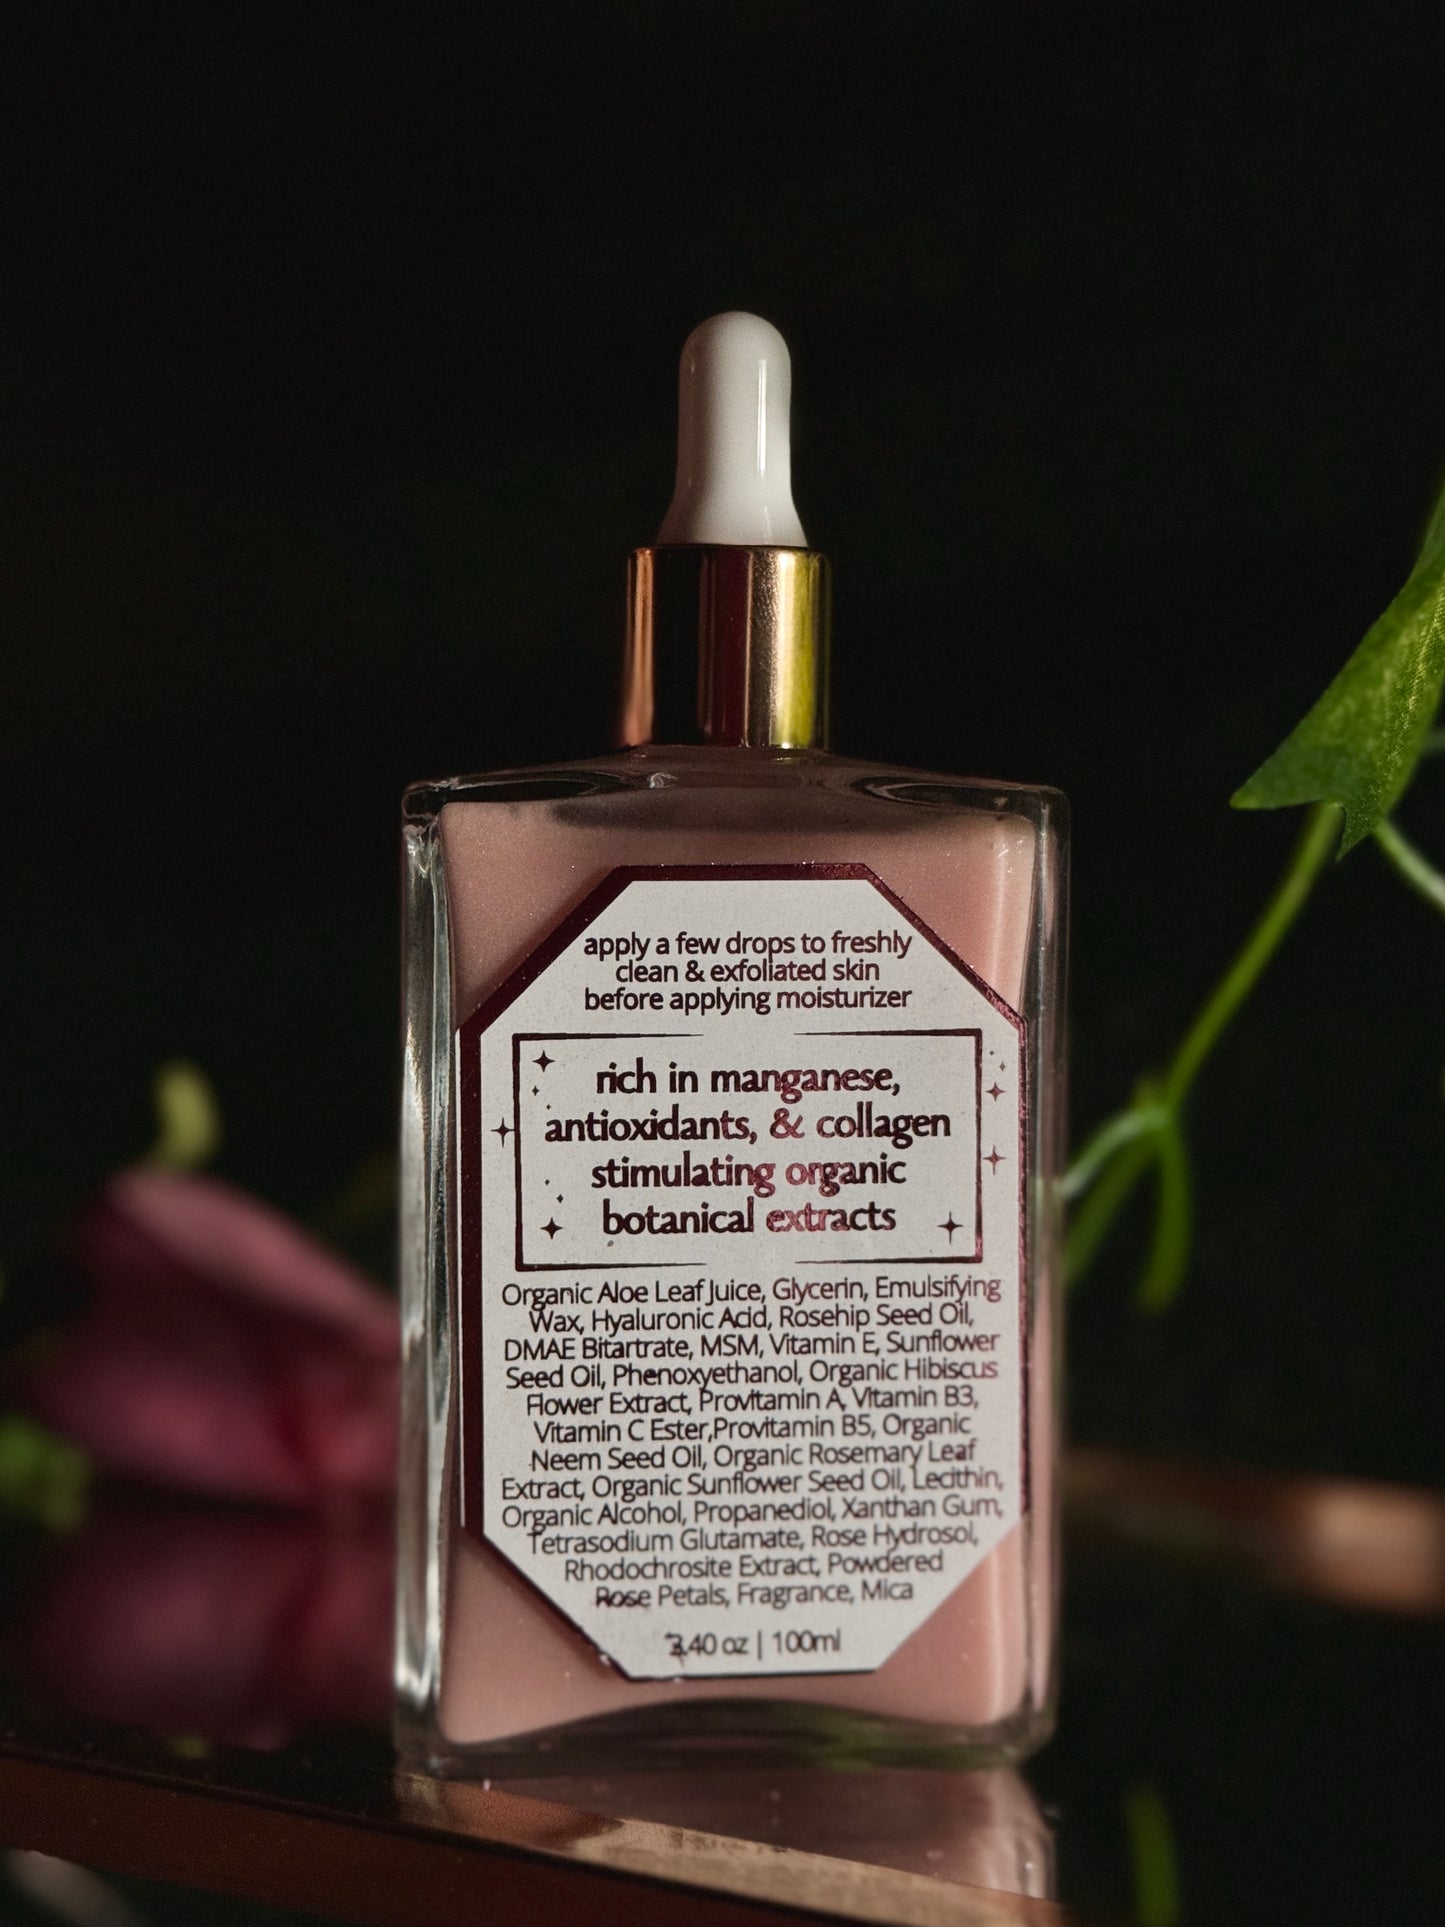 apply a few drops to freshly
clean & exfoliated skin
before applying moisturizer
rich in manganese,
antioxidants, & collagen
stimulating organic
botanical extracts
Organic Aloe Leaf Juice, Glycerin, Emulsifying
Wax, Hyaluronic Acid, Rosehip Seed Oil,
DMAE Bitartrate, MSM, Vitamin E, Sunflower
Seed Oil, Phenoxyethanol, Organic Hibiscus
Flower Extract, Provitamin A, Vitamin B3,
Vitamin C Ester,Provitamin B5, Organic
Neem Seed Oil, Organic Rosemary Leaf
Extract, Organic Sunflower Seed Oil, Lecithin,
Organic Alcohol, Propanediol, Xanthan Gum,
Tetrasodium Glutamate, Rose Hydrosol,
Rhodochrosite Extract, Powdered
Rose Petals, Fragrance, Mica
3.40 oz | 100ml